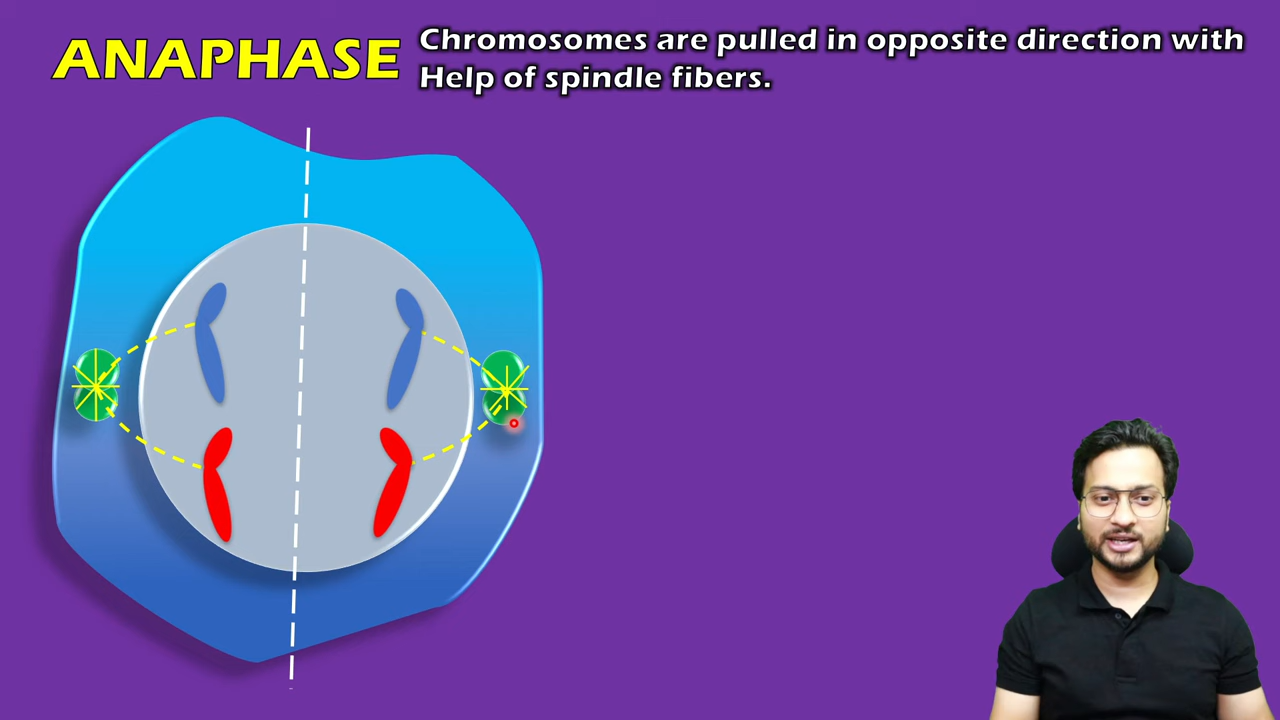 ANAPHASE
Chromosomes are pulled in opposite direction with
Help of spindle fibers.